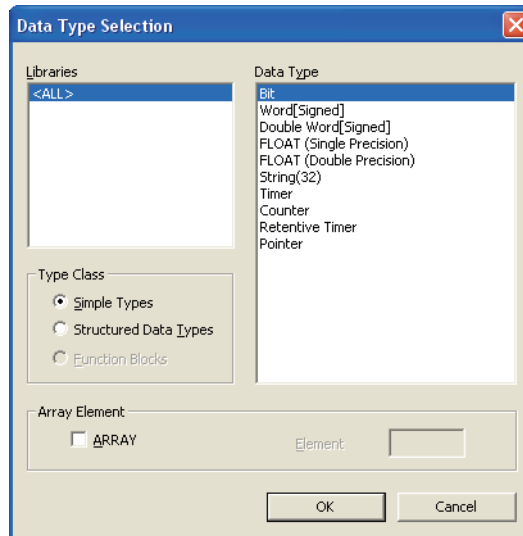 Data Type Selection
Libraries
<ALL>
Data Type
Bit
Word[Signed]
Double Word[Signed]
FLOAT (Single Precision)
FLOAT (Double Precision)
String(32)
Timer
Counter
Retentive Timer
Pointer
Type Class
Simple Types
Structured Data Types
Function Blocks
Array Element
ARRAY
Element
OK
Cancel